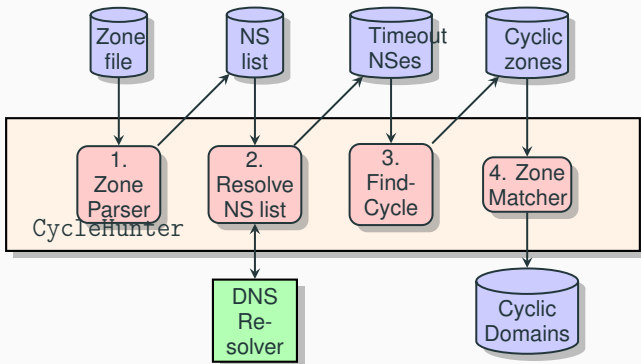 Zone
file
NS
list
Timeout
NSes
Cyclic
zones
1.
Zone
Parser
2.
Resolve
NS list
3.
Find-
Cycle
4. Zone
Matcher
CycleHunter
DNS
Re-
solver
Cyclic
Domains